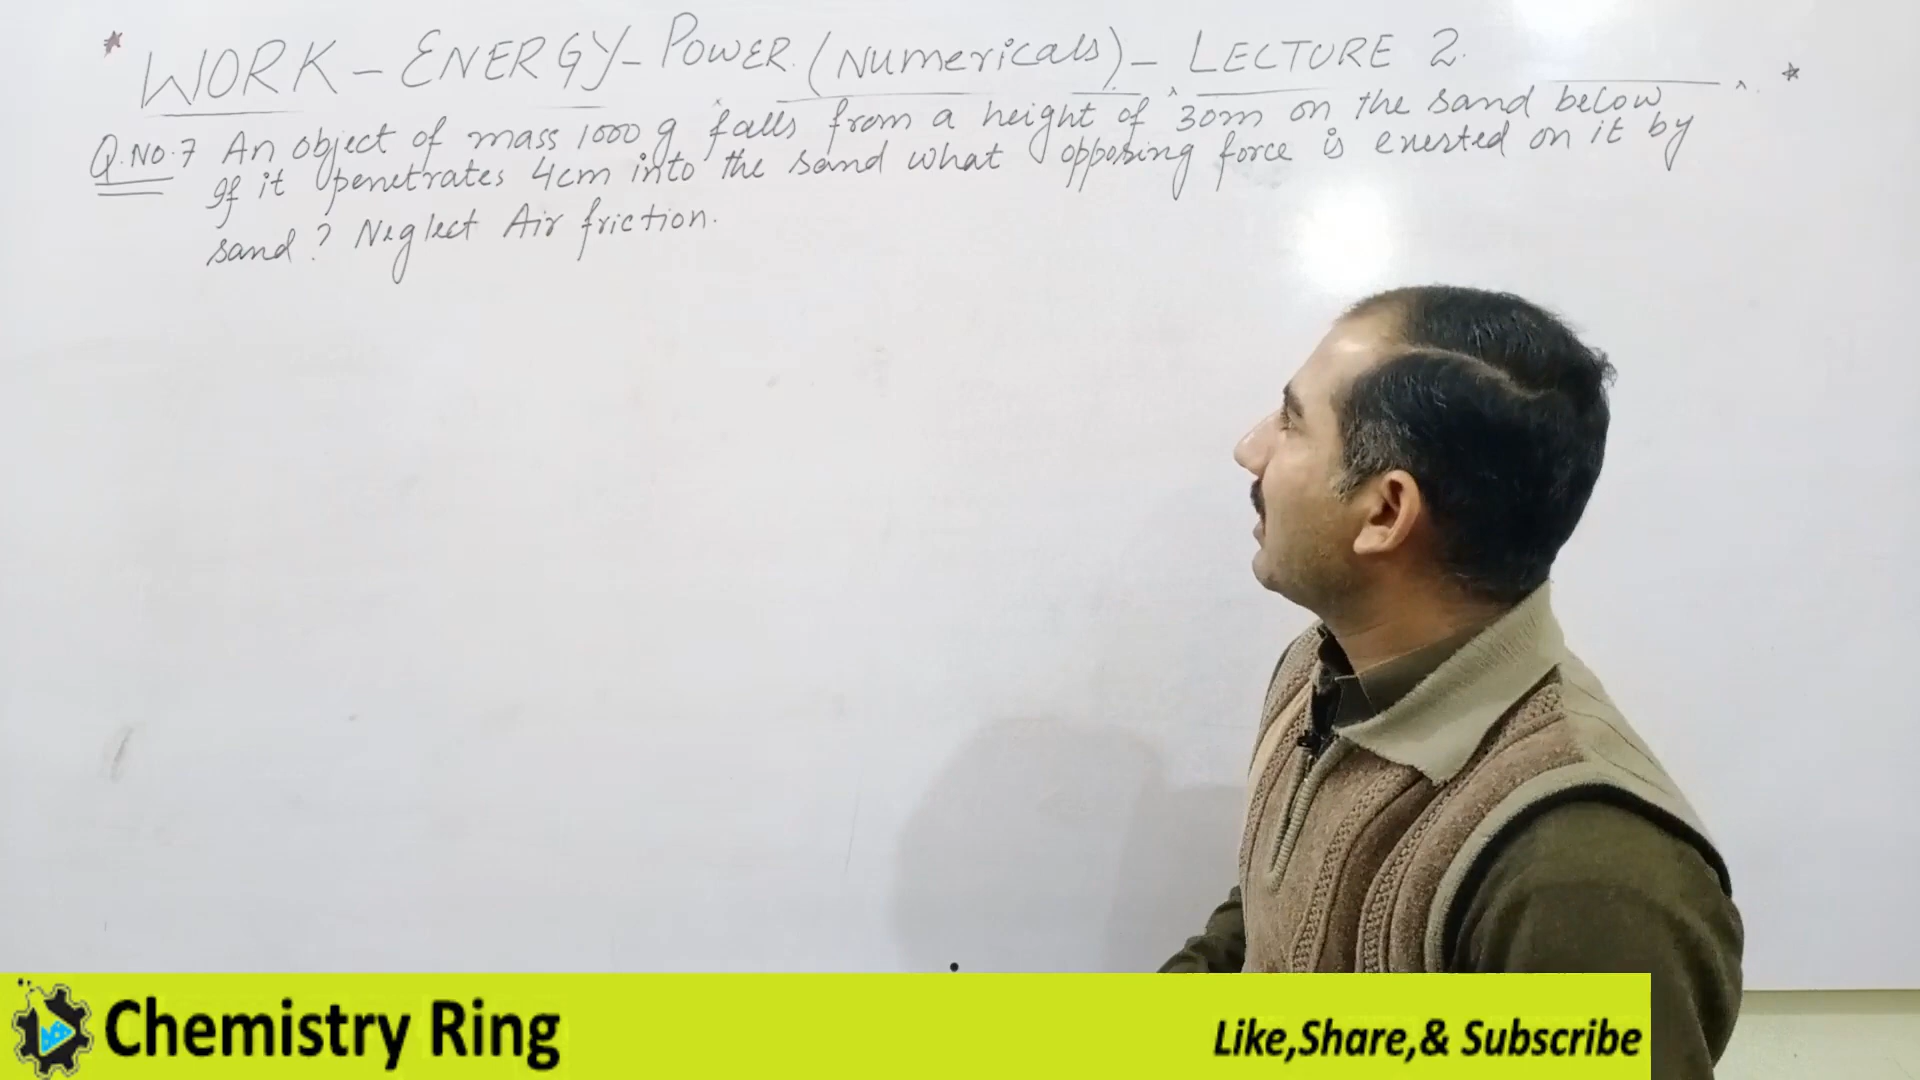 * WORK - ENERGY - POWER (Numericals) - LECTURE 2. *
Q.No.7 An object of mass 1000 g falls from a height of 30m on the sand below
If it penetrates 4cm into the sand what opposing force is exerted on it by
sand? Neglect Air friction.
Chemistry Ring
Like,Share,& Subscribe